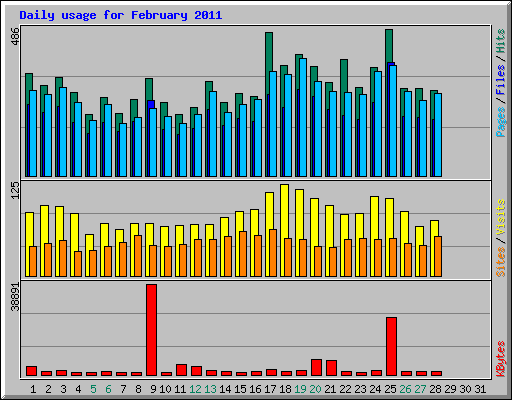 Daily usage for February 2011
486
Pages / Files / Hits
125
Sites / Visits
38891
KBytes
1 2 3 4 5 6 7 8 9 10 11 12 13 14 15 16 17 18 19 20 21 22 23 24 25 26 27 28 29 30 31